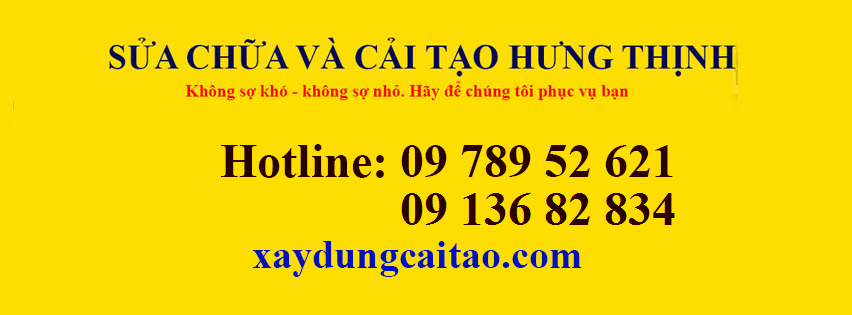 SỬA CHỮA VÀ CẢI TẠO HƯNG THỊNH
Không sợ khó - không sợ nhỏ. Hãy để chúng tôi phục vụ bạn
Hotline: 09 789 52 621
09 136 82 834
xaydungcaitao.com